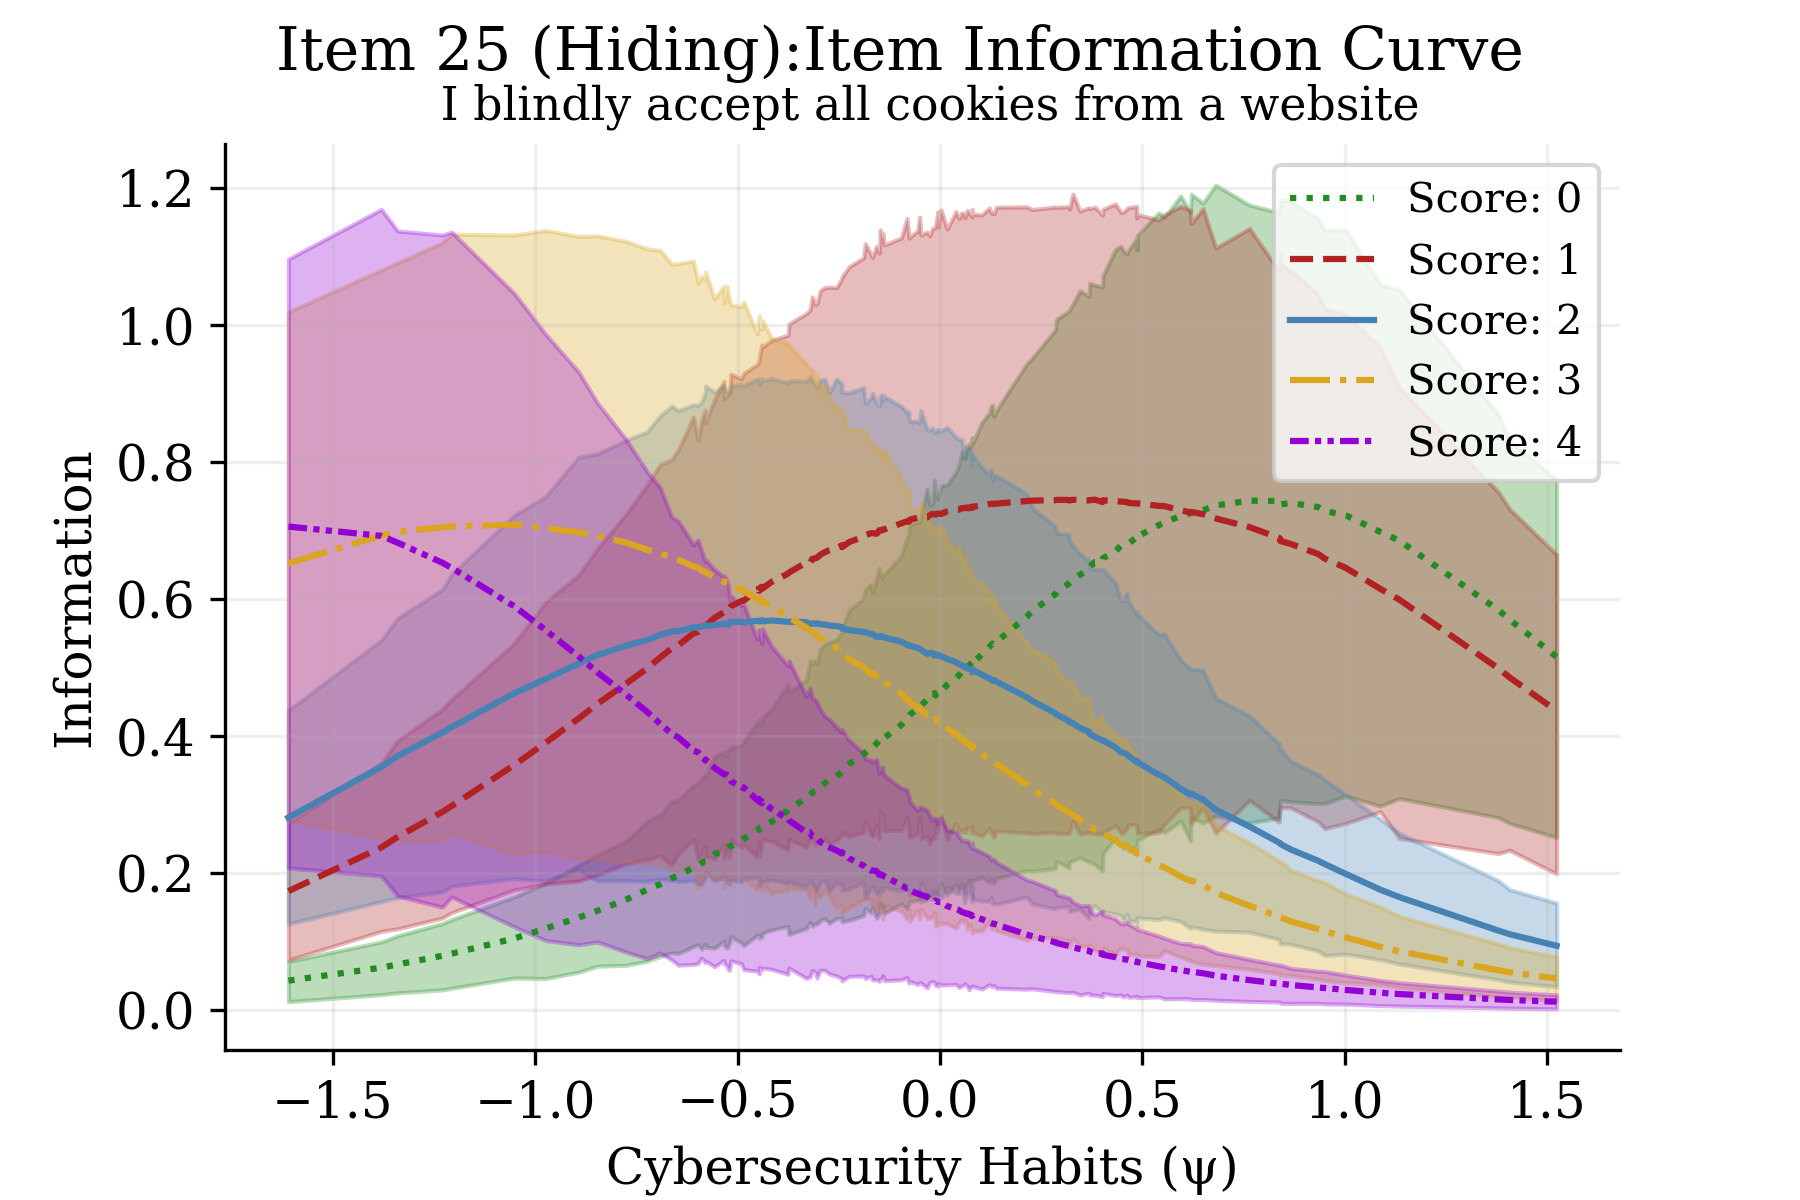 Item 25 (Hiding):Item Information Curve
I blindly accept all cookies from a website
Information
1.2
1.0
0.8
0.6
0.4
0.2
0.0
Score: 0
Score: 1
Score: 2
Score: 3
Score: 4
−1.5 −1.0 −0.5 0.0 0.5 1.0 1.5
Cybersecurity Habits (ψ)